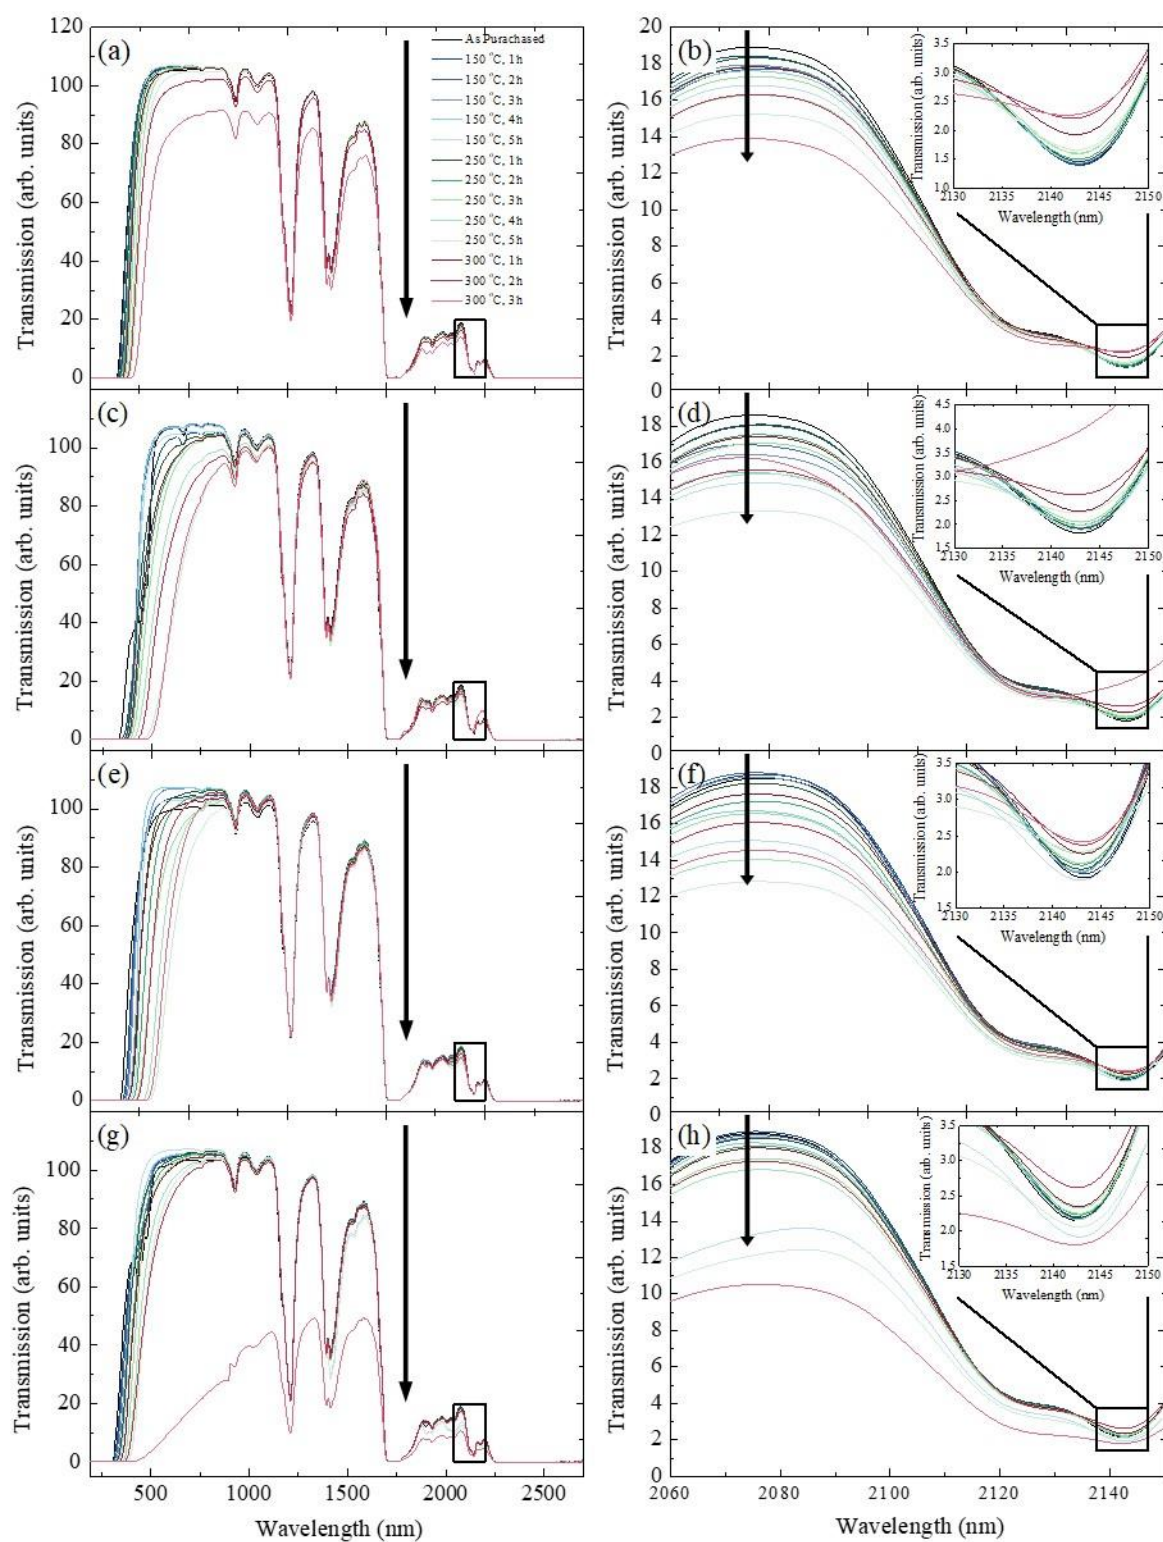 (a)
120
100
80
60
40
20
0
Transmission (arb. units)
As Purachased
150 °C, 1h
150 °C, 2h
150 °C, 3h
150 °C, 4h
150 °C, 5h
250 °C, 1h
250 °C, 2h
250 °C, 3h
250 °C, 4h
250 °C, 5h
300 °C, 1h
300 °C, 2h
300 °C, 3h
(b)
20
18
16
14
12
10
8
6
4
2
0
Transmission (arb. units)
3.5
3.0
2.5
2.0
1.5
1.0
Transmission (arb. units)
2130 2135 2140 2145 2150
Wavelength (nm)
(c)
100
80
60
40
20
0
Transmission (arb. units)
(d)
18
16
14
12
10
8
6
4
2
0
Transmission (arb. units)
4.5
4.0
3.5
3.0
2.5
2.0
1.5
Transmission (arb. units)
2130 2135 2140 2145 2150
Wavelength (nm)
(e)
100
80
60
40
20
0
Transmission (arb. units)
(f)
18
16
14
12
10
8
6
4
2
0
Transmission (arb. units)
3.5
3.0
2.5
2.0
1.5
Transmission (arb. units)
2130 2135 2140 2145 2150
Wavelength (nm)
(g)
100
80
60
40
20
0
Transmission (arb. units)
500 1000 1500 2000 2500
Wavelength (nm)
(h)
18
16
14
12
10
8
6
4
2
0
Transmission (arb. units)
3.5
3.0
2.5
2.0
1.5
Transmission (arb. units)
2130 2135 2140 2145 2150
Wavelength (nm)
2060 2080 2100 2120 2140
Wavelength (nm)